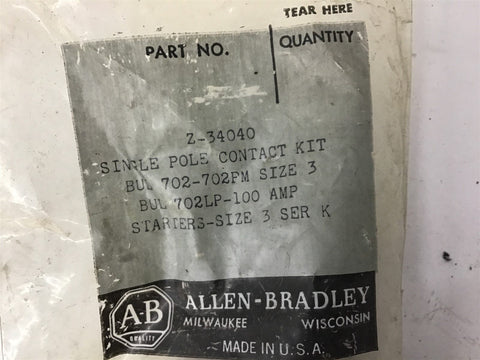 TEAR HERE
PART NO. QUANTITY
Z-34040
SINGLE POLE CONTACT KIT
BUL 702-702PM SIZE 3
BUL 702LP-100 AMP
STARTERS-SIZE 3 SER K
A-B ALLEN-BRADLEY
QUALITY MILWAUKEE WISCONSIN
MADE IN U.S.A.